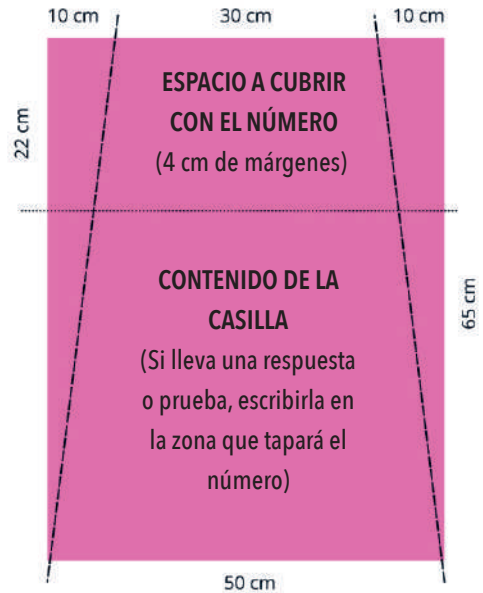 10 cm 30 cm 10 cm
22 cm
ESPACIO A CUBRIR
CON EL NÚMERO
(4 cm de márgenes)
CONTENIDO DE LA
CASILLA
(Si lleva una respuesta
o prueba, escribirla en
la zona que tapará el
número)
65 cm
50 cm